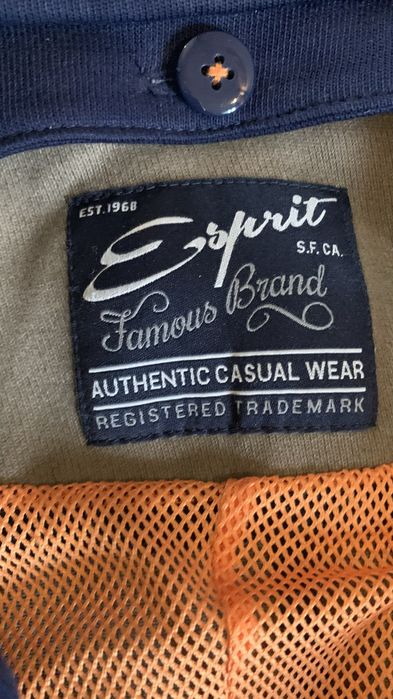 EST.1968
Esprit
S.F. CA.
Famous Brand
AUTHENTIC CASUAL WEAR
REGISTERED TRADEMARK